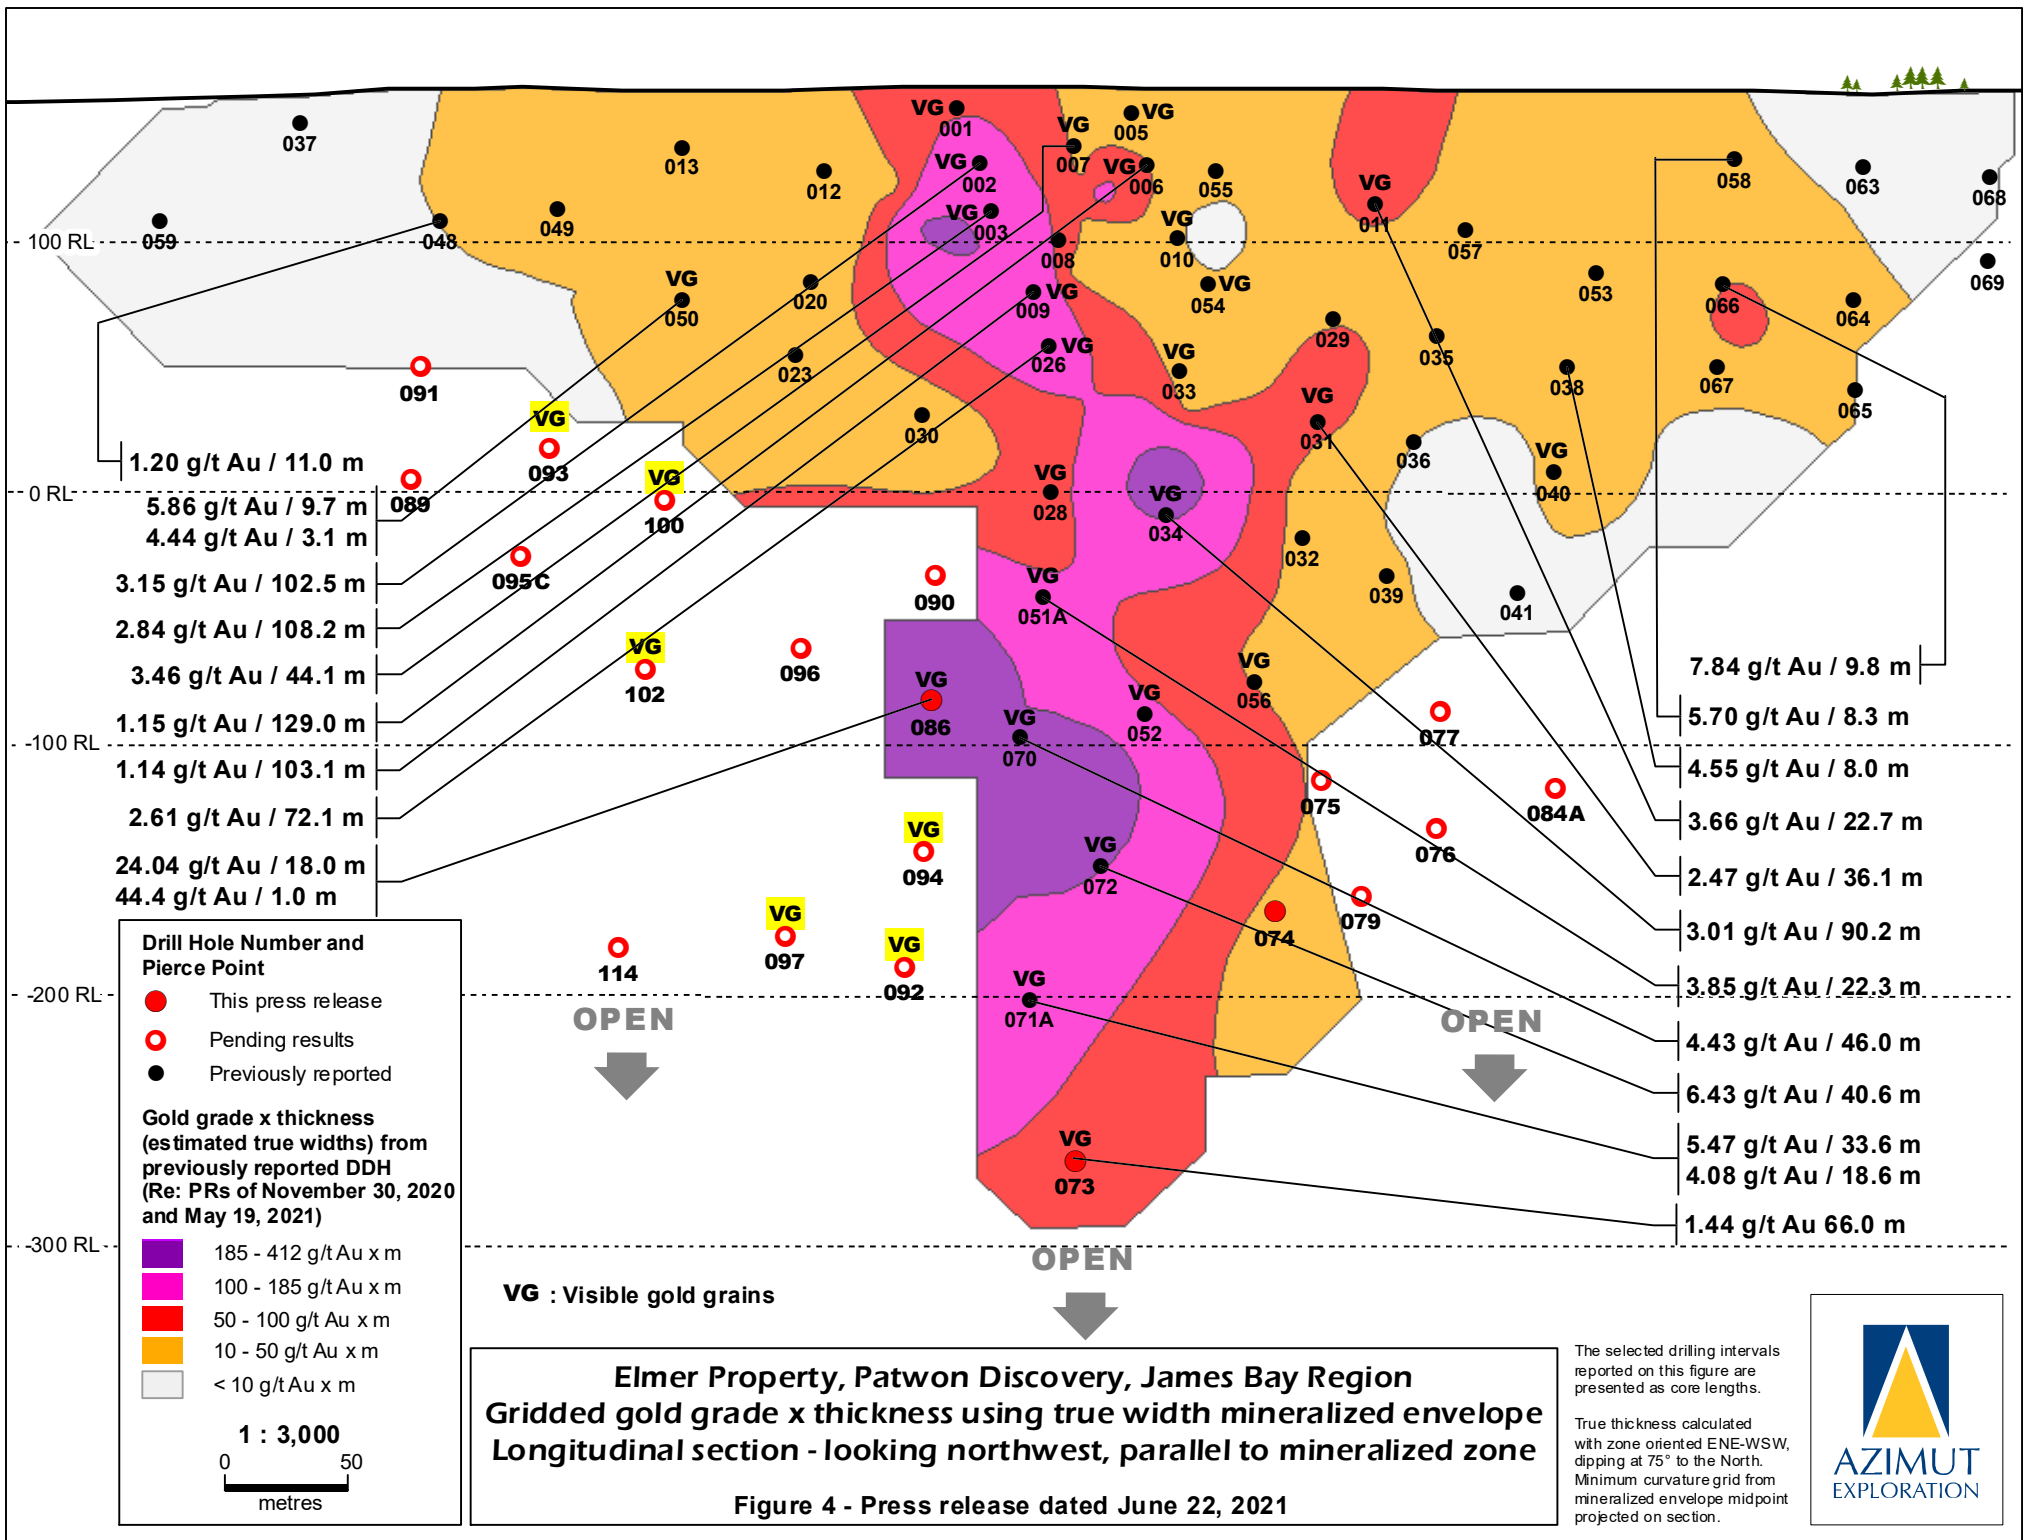 VG
001
VG
005
037
VG
007
013
VG
002
VG
006
012
055
058
063
068
VG
003
VG
011
059
048
049
100 RL
008
VG
010
057
069
VG
050
020
VG
009
054
VG
053
066
064
029
035
VG
026
023
VG
033
038
067
065
091
VG
093
030
VG
031
036
1.20 g/t Au / 11.0 m
089
VG
100
VG
040
0 RL
028
VG
034
5.86 g/t Au / 9.7 m
4.44 g/t Au / 3.1 m
032
095C
3.15 g/t Au / 102.5 m
090
VG
051A
039
041
2.84 g/t Au / 108.2 m
VG
102
096
3.46 g/t Au / 44.1 m
VG
086
VG
056
7.84 g/t Au / 9.8 m
VG
070
VG
052
077
5.70 g/t Au / 8.3 m
1.15 g/t Au / 129.0 m
-100 RL
1.14 g/t Au / 103.1 m
075
084A
4.55 g/t Au / 8.0 m
2.61 g/t Au / 72.1 m
VG
094
076
3.66 g/t Au / 22.7 m
24.04 g/t Au / 18.0 m
44.4 g/t Au / 1.0 m
VG
072
2.47 g/t Au / 36.1 m
VG
097
074
079
3.01 g/t Au / 90.2 m
114
VG
092
-200 RL
VG
071A
3.85 g/t Au / 22.3 m
OPEN
OPEN
4.43 g/t Au / 46.0 m
6.43 g/t Au / 40.6 m
5.47 g/t Au / 33.6 m
4.08 g/t Au / 18.6 m
VG
073
1.44 g/t Au 66.0 m
-300 RL
OPEN
Drill Hole Number and
Pierce Point
This press release
Pending results
Previously reported
Gold grade x thickness
(estimated true widths) from
previously reported DDH
(Re: PRs of November 30, 2020
and May 19, 2021)
185 - 412 g/t Au x m
100 - 185 g/t Au x m
50 - 100 g/t Au x m
10 - 50 g/t Au x m
< 10 g/t Au x m
1 : 3,000
0 50
metres
VG : Visible gold grains
Elmer Property, Patwon Discovery, James Bay Region
Gridded gold grade x thickness using true width mineralized envelope
Longitudinal section - looking northwest, parallel to mineralized zone
Figure 4 - Press release dated June 22, 2021
The selected drilling intervals
reported on this figure are
presented as core lengths.
True thickness calculated
with zone oriented ENE-WSW,
dipping at 75° to the North.
Minimum curvature grid from
mineralized envelope midpoint
projected on section.
AZIMUT
EXPLORATION